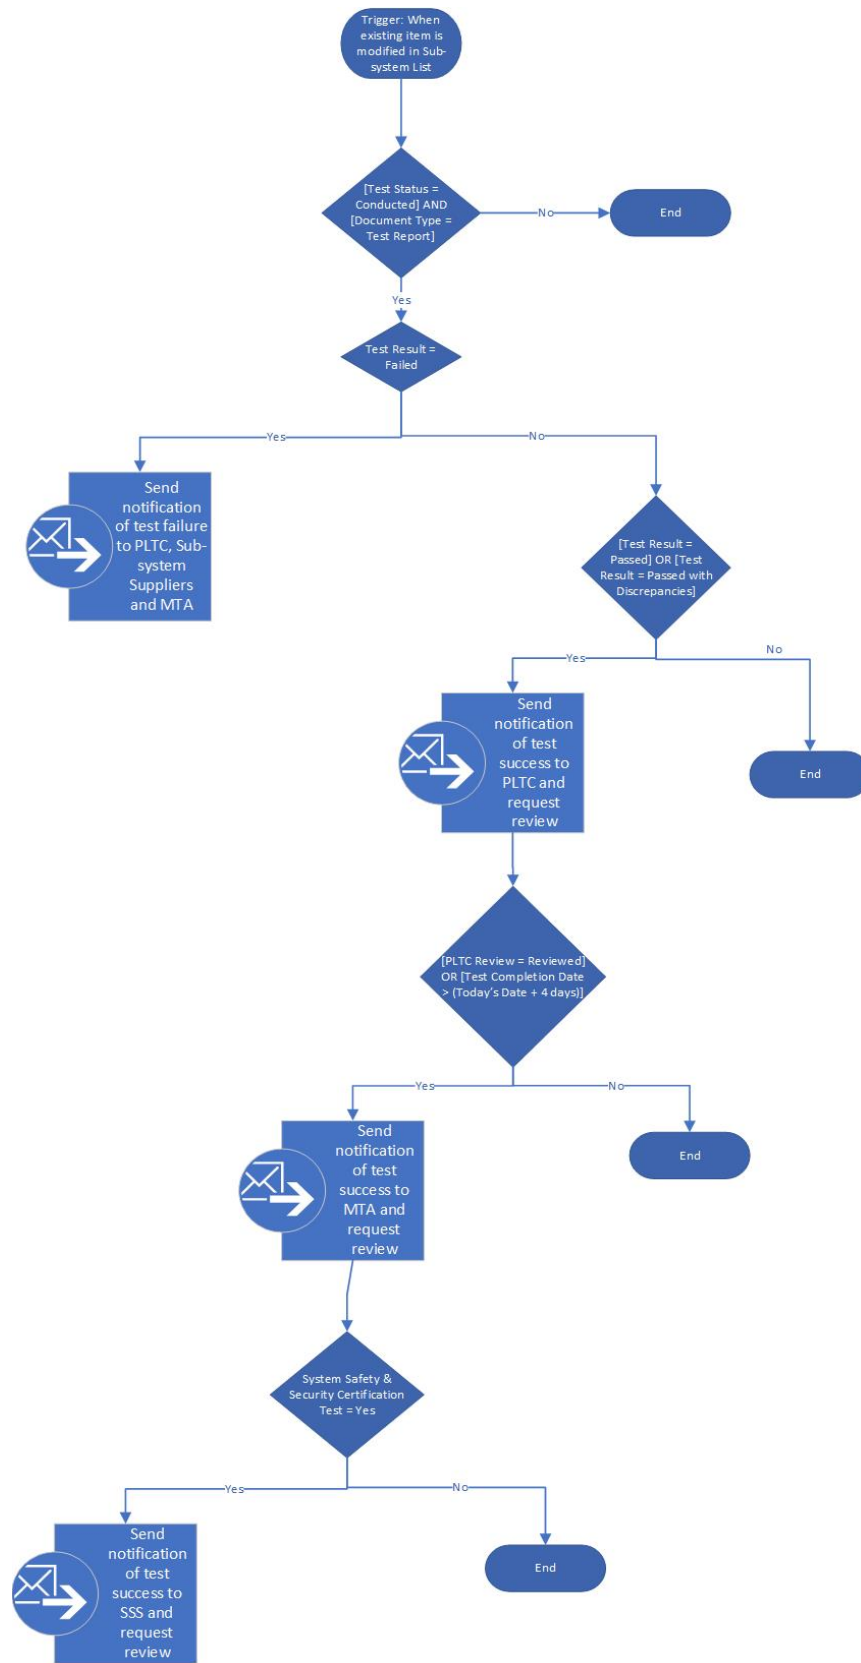 Trigger: When
existing item is
modified in Sub-
system List
[Test Status =
Conducted] AND
[Document Type =
Test Report]
No
End
Yes
Test Result =
Failed
Yes
No
Send
notification
of test failure
to PLTC, Sub-
system
Suppliers
and MTA
[Test Result =
Passed] OR [Test
Result = Passed with
Discrepancies]
Yes
No
Send
notification
of test
success to
PLTC and
request
review
End
[PLTC Review = Reviewed]
OR [Test Completion Date
> (Today's Date + 4 days)]
Yes
No
Send
notification
of test
success to
MTA and
request
review
End
System Safety &
Security Certification
Test = Yes
Yes
No
Send
notification
of test
success to
SSS and
request
review
End